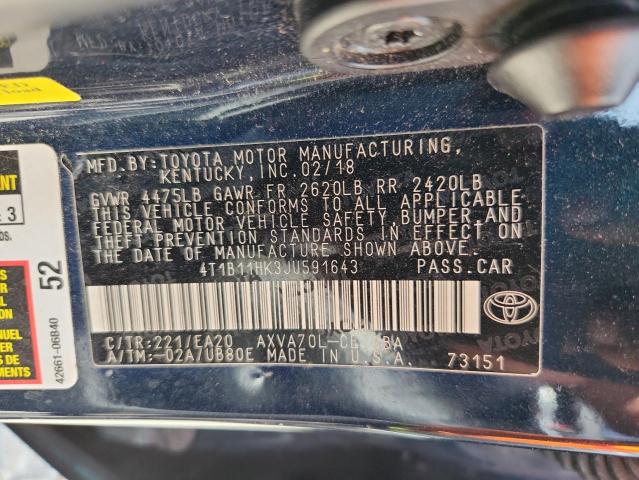 MFD.BY:TOYOTA MOTOR MANUFACTURING,
KENTUCKY,INC. 02/18
GVWR 4475LB GAWR FR 2620LB RR 2420LB
THIS VEHICLE CONFORMS TO ALL APPLICABLE
FEDERAL MOTOR VEHICLE SAFETY, BUMPER AND
THEFT PREVENTION STANDARDS IN EFFECT ON
THE DATE OF MANUFACTURE SHOWN ABOVE.
4T1B11HK3JU591643 PASS.CAR
C/TR:221/EA20 AXVA70L-
A/TM:-02A/UB80E MADE IN U.S.A. 73151
TOYOTA
3
52
42661-06B40